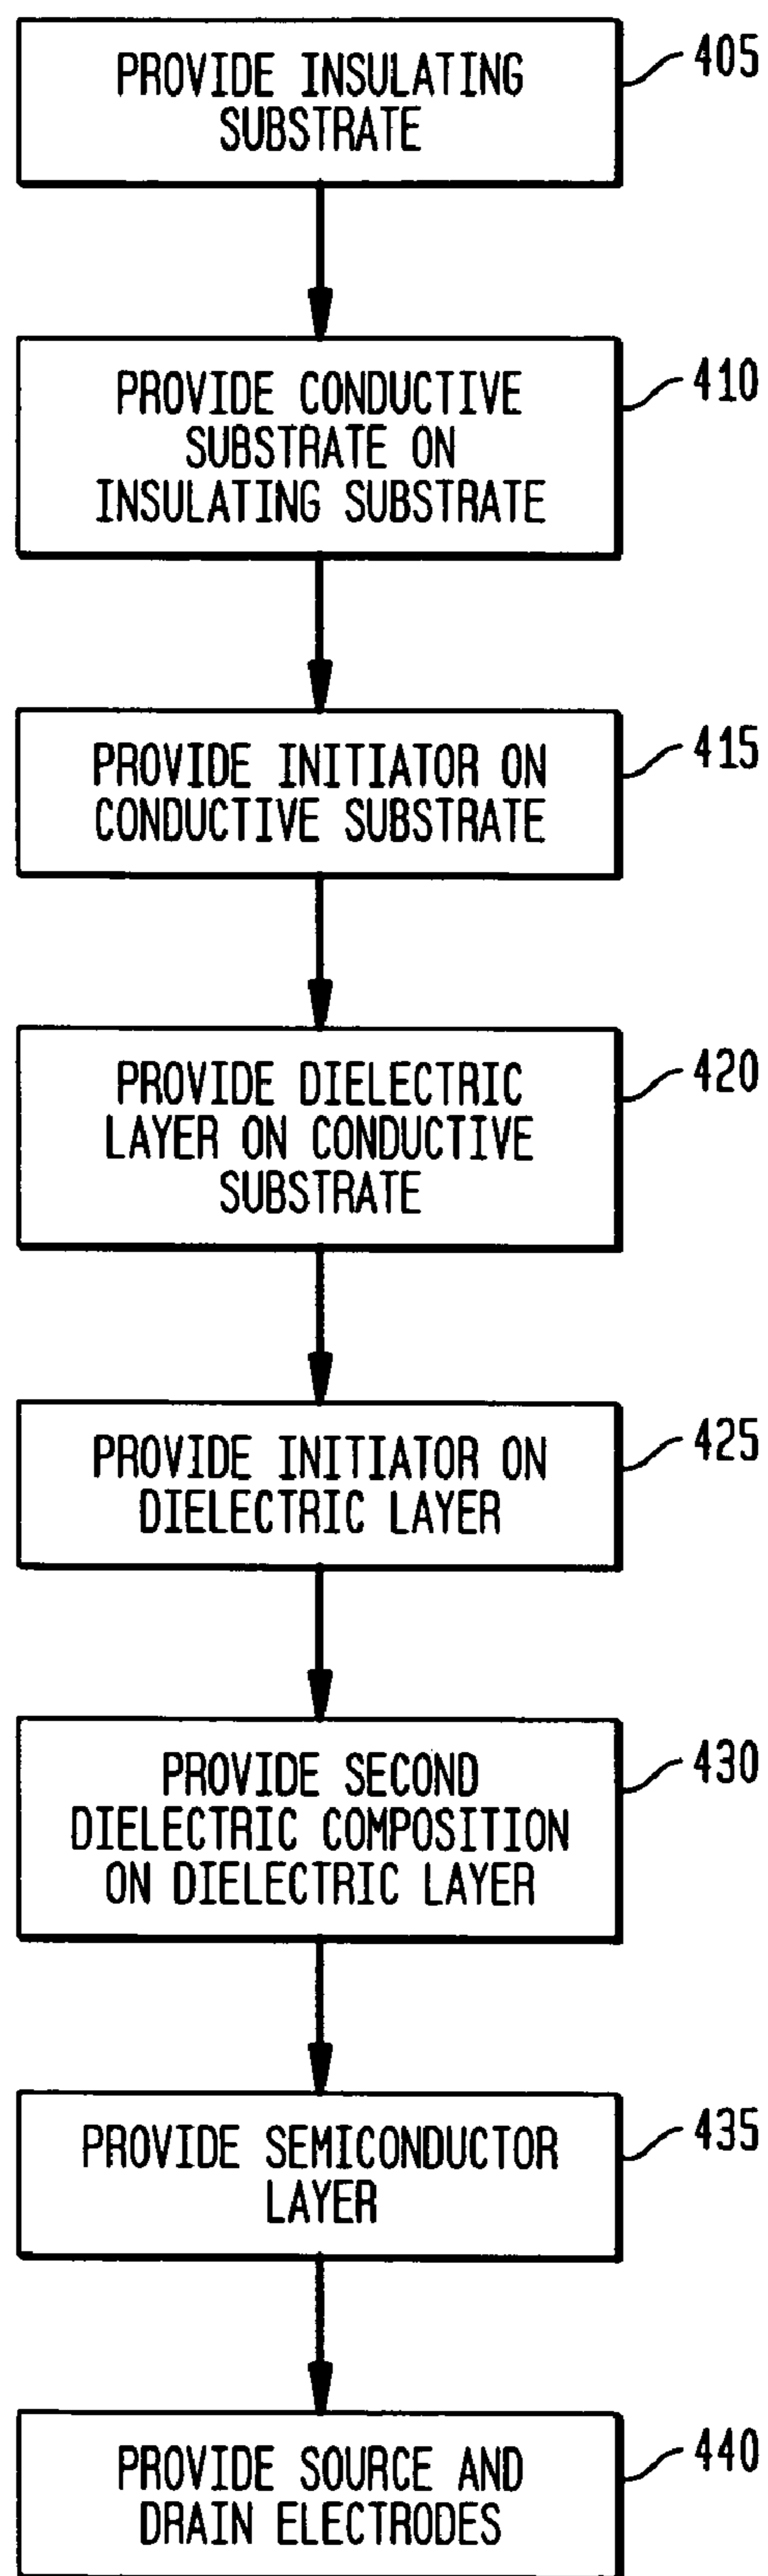 PROVIDE INSULATING
SUBSTRATE
405
PROVIDE CONDUCTIVE
SUBSTRATE ON
INSULATING SUBSTRATE
410
PROVIDE INITIATOR ON
CONDUCTIVE SUBSTRATE
415
PROVIDE DIELECTRIC
LAYER ON CONDUCTIVE
SUBSTRATE
420
PROVIDE INITIATOR ON
DIELECTRIC LAYER
425
PROVIDE SECOND
DIELECTRIC COMPOSITION
ON DIELECTRIC LAYER
430
PROVIDE SEMICONDUCTOR
LAYER
435
PROVIDE SOURCE AND
DRAIN ELECTRODES
440